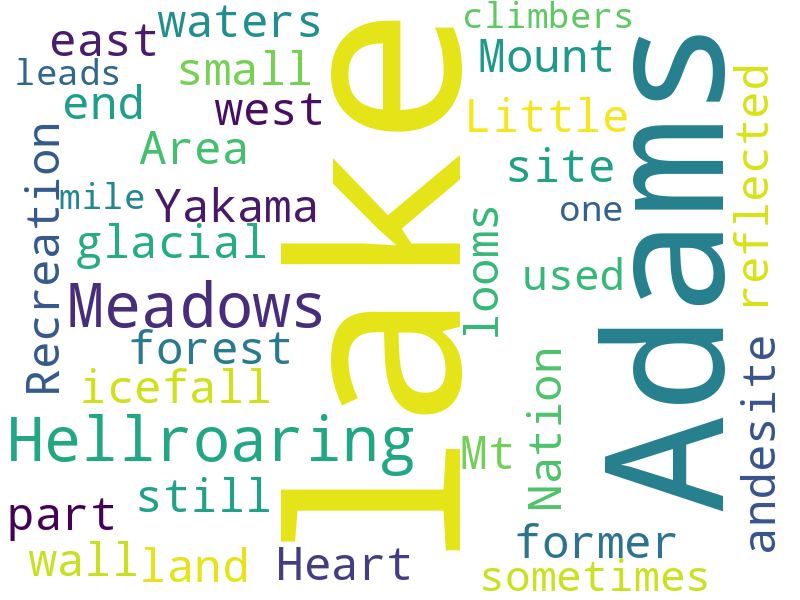 climbers
waters
east
Mount
leads
small
end
west
Little
Area
site
mile
Yakama
one
glacial
lake
Adams
reflected
Recreation
looms
used
Meadows
forest
icefall
Nation
andesite
Hellroaring
Mt
still
part
former
wall
land
Heart
sometimes